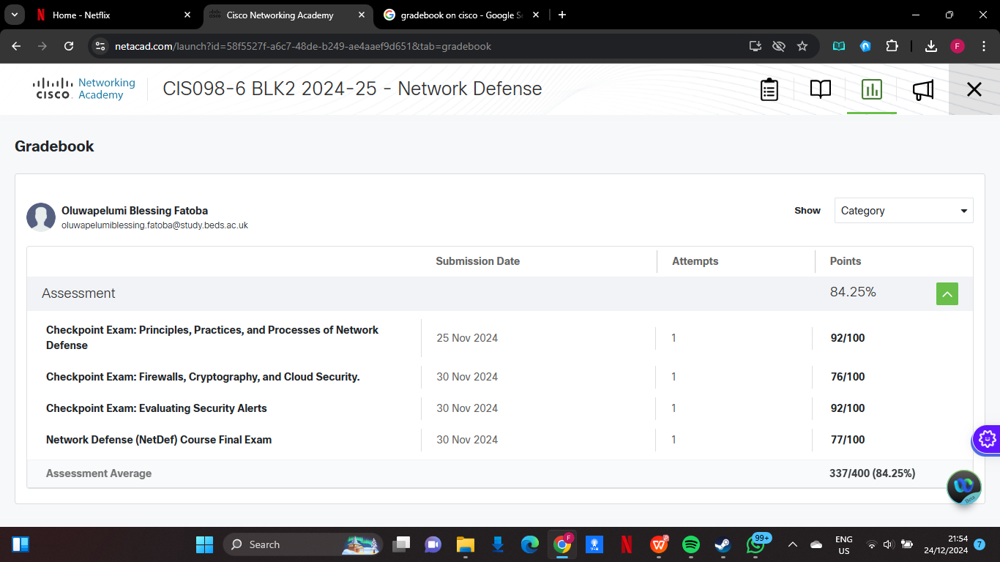 Home - Netflix
Cisco Networking Academy
gradebook on cisco - Google S
netacad.com/launch?id=58f5527f-a6c7-48de-b249-ae4aaef9d651&tab=gradebook
F
CISCO
Networking
Academy
CIS098-6 BLK2 2024-25 - Network Defense
Gradebook
Oluwapelumi Blessing Fatoba
oluwapelumiblessing.fatoba@study.beds.ac.uk
Show
Category
Submission Date Attempts Points
Assessment 84.25%
Checkpoint Exam: Principles, Practices, and Processes of Network
Defense
25 Nov 2024 1 92/100
Checkpoint Exam: Firewalls, Cryptography, and Cloud Security. 30 Nov 2024 1 76/100
Checkpoint Exam: Evaluating Security Alerts 30 Nov 2024 1 92/100
Network Defense (NetDef) Course Final Exam 30 Nov 2024 1 77/100
Assessment Average 337/400 (84.25%)
Beta
Search
F
99+
ENG
US
21:54
24/12/2024
7